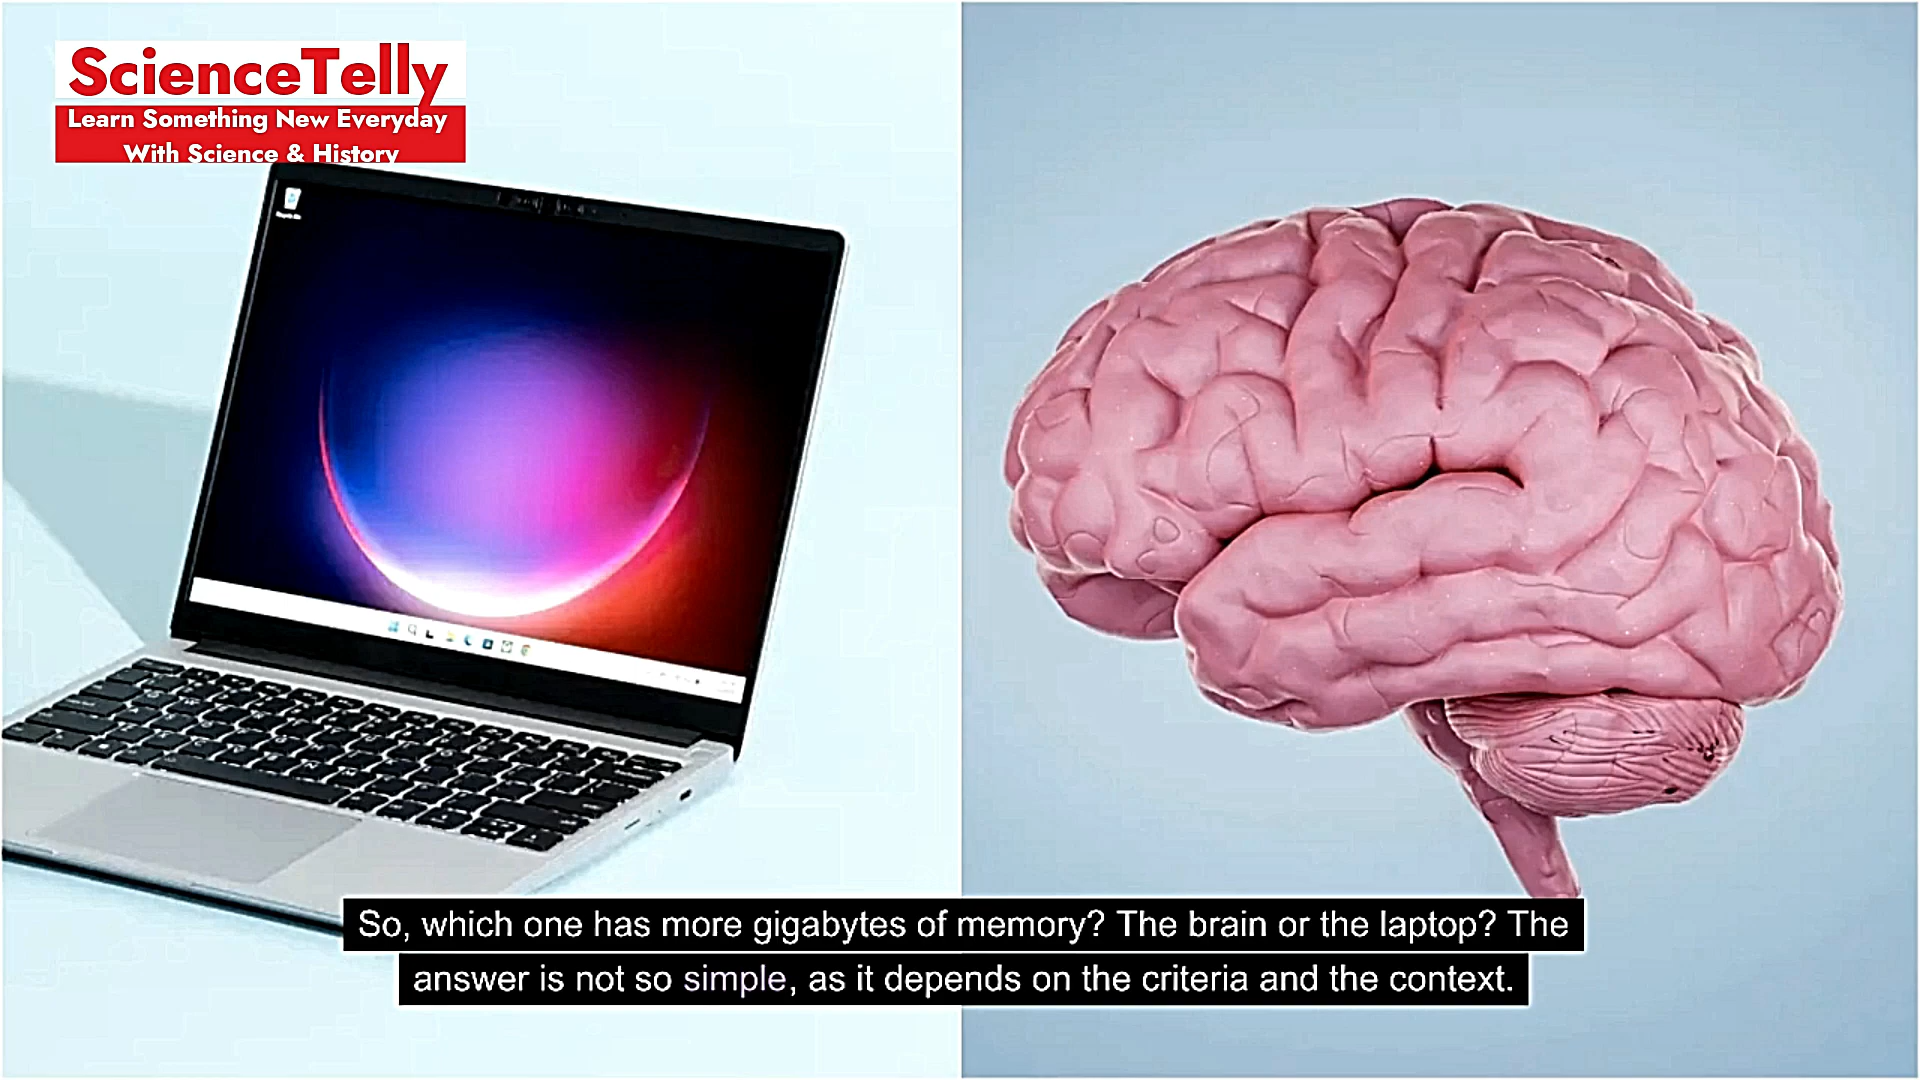 ScienceTelly
Learn Something New Everyday
With Science & History
So, which one has more gigabytes of memory? The brain or the laptop? The
answer is not so simple, as it depends on the criteria and the context.